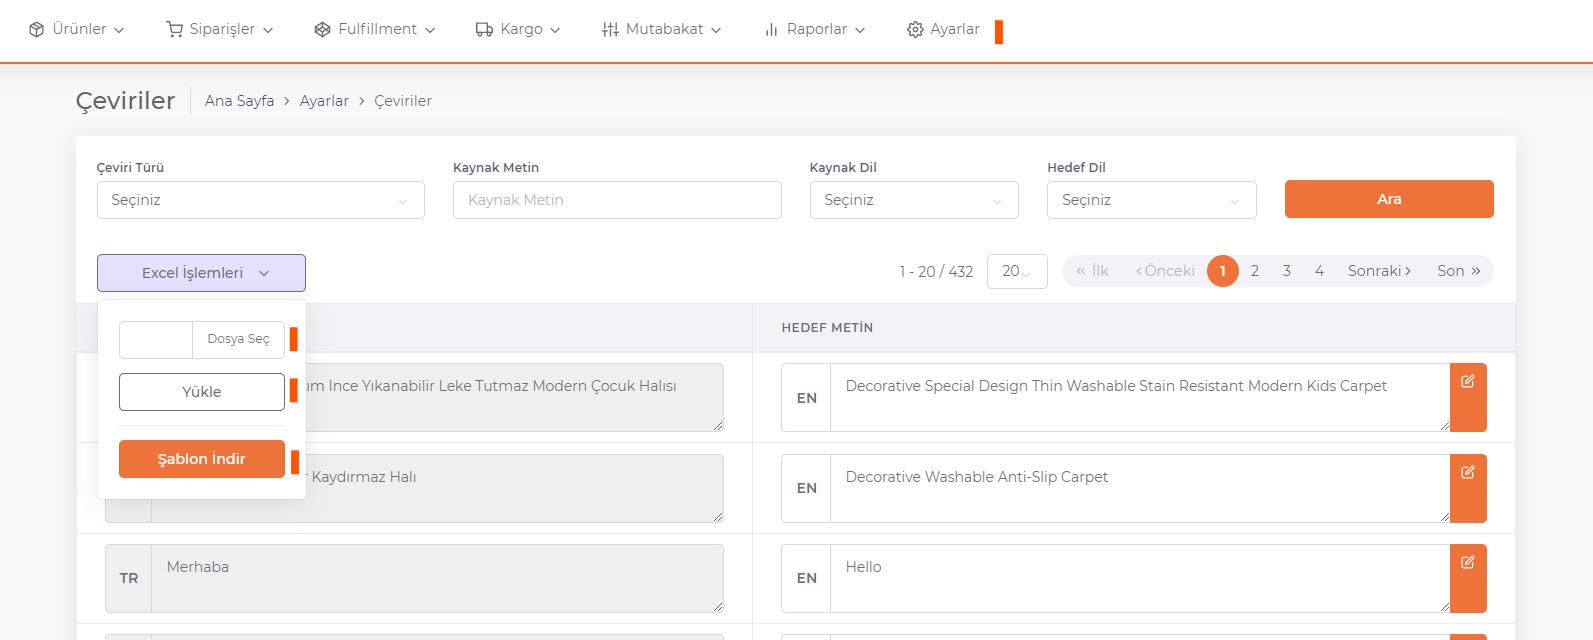 Ürünler Siparişler Fulfillment Kargo Mutabakat Raporlar Ayarlar
Çeviriler Ana Sayfa > Ayarlar > Çeviriler
Çeviri Türü Kaynak Metin Kaynak Dil Hedef Dil
Seçiniz Kaynak Metin Seçiniz Seçiniz Ara
Excel İşlemleri 1 - 20 / 432 20 « İlk ‹ Önceki 1 2 3 4 Sonraki › Son »
HEDEF METİN
Dosya Seç
Yükle
Şablon İndir
Ince Yıkanabilir Leke Tutmaz Modern Çocuk Halısı
EN Decorative Special Design Thin Washable Stain Resistant Modern Kids Carpet
Kaydırmaz Halı
EN Decorative Washable Anti-Slip Carpet
TR Merhaba
EN Hello